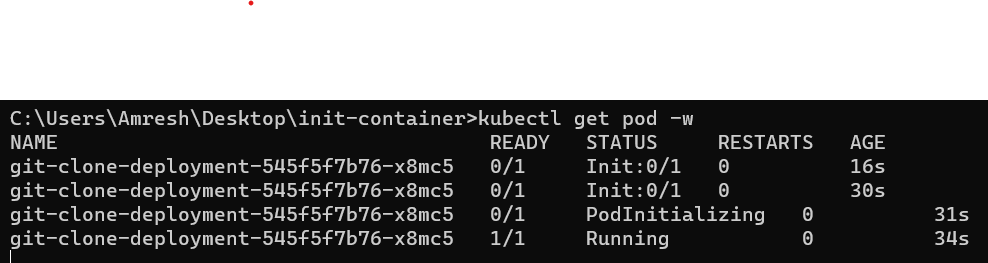 C:\Users\Amresh\Desktop\init-container>kubectl get pod -w
NAME                                    READY   STATUS     RESTARTS   AGE
git-clone-deployment-545f5f7b76-x8mc5   0/1     Init:0/1   0          16s
git-clone-deployment-545f5f7b76-x8mc5   0/1     Init:0/1   0          30s
git-clone-deployment-545f5f7b76-x8mc5   0/1     PodInitializing   0          31s
git-clone-deployment-545f5f7b76-x8mc5   1/1     Running           0          34s